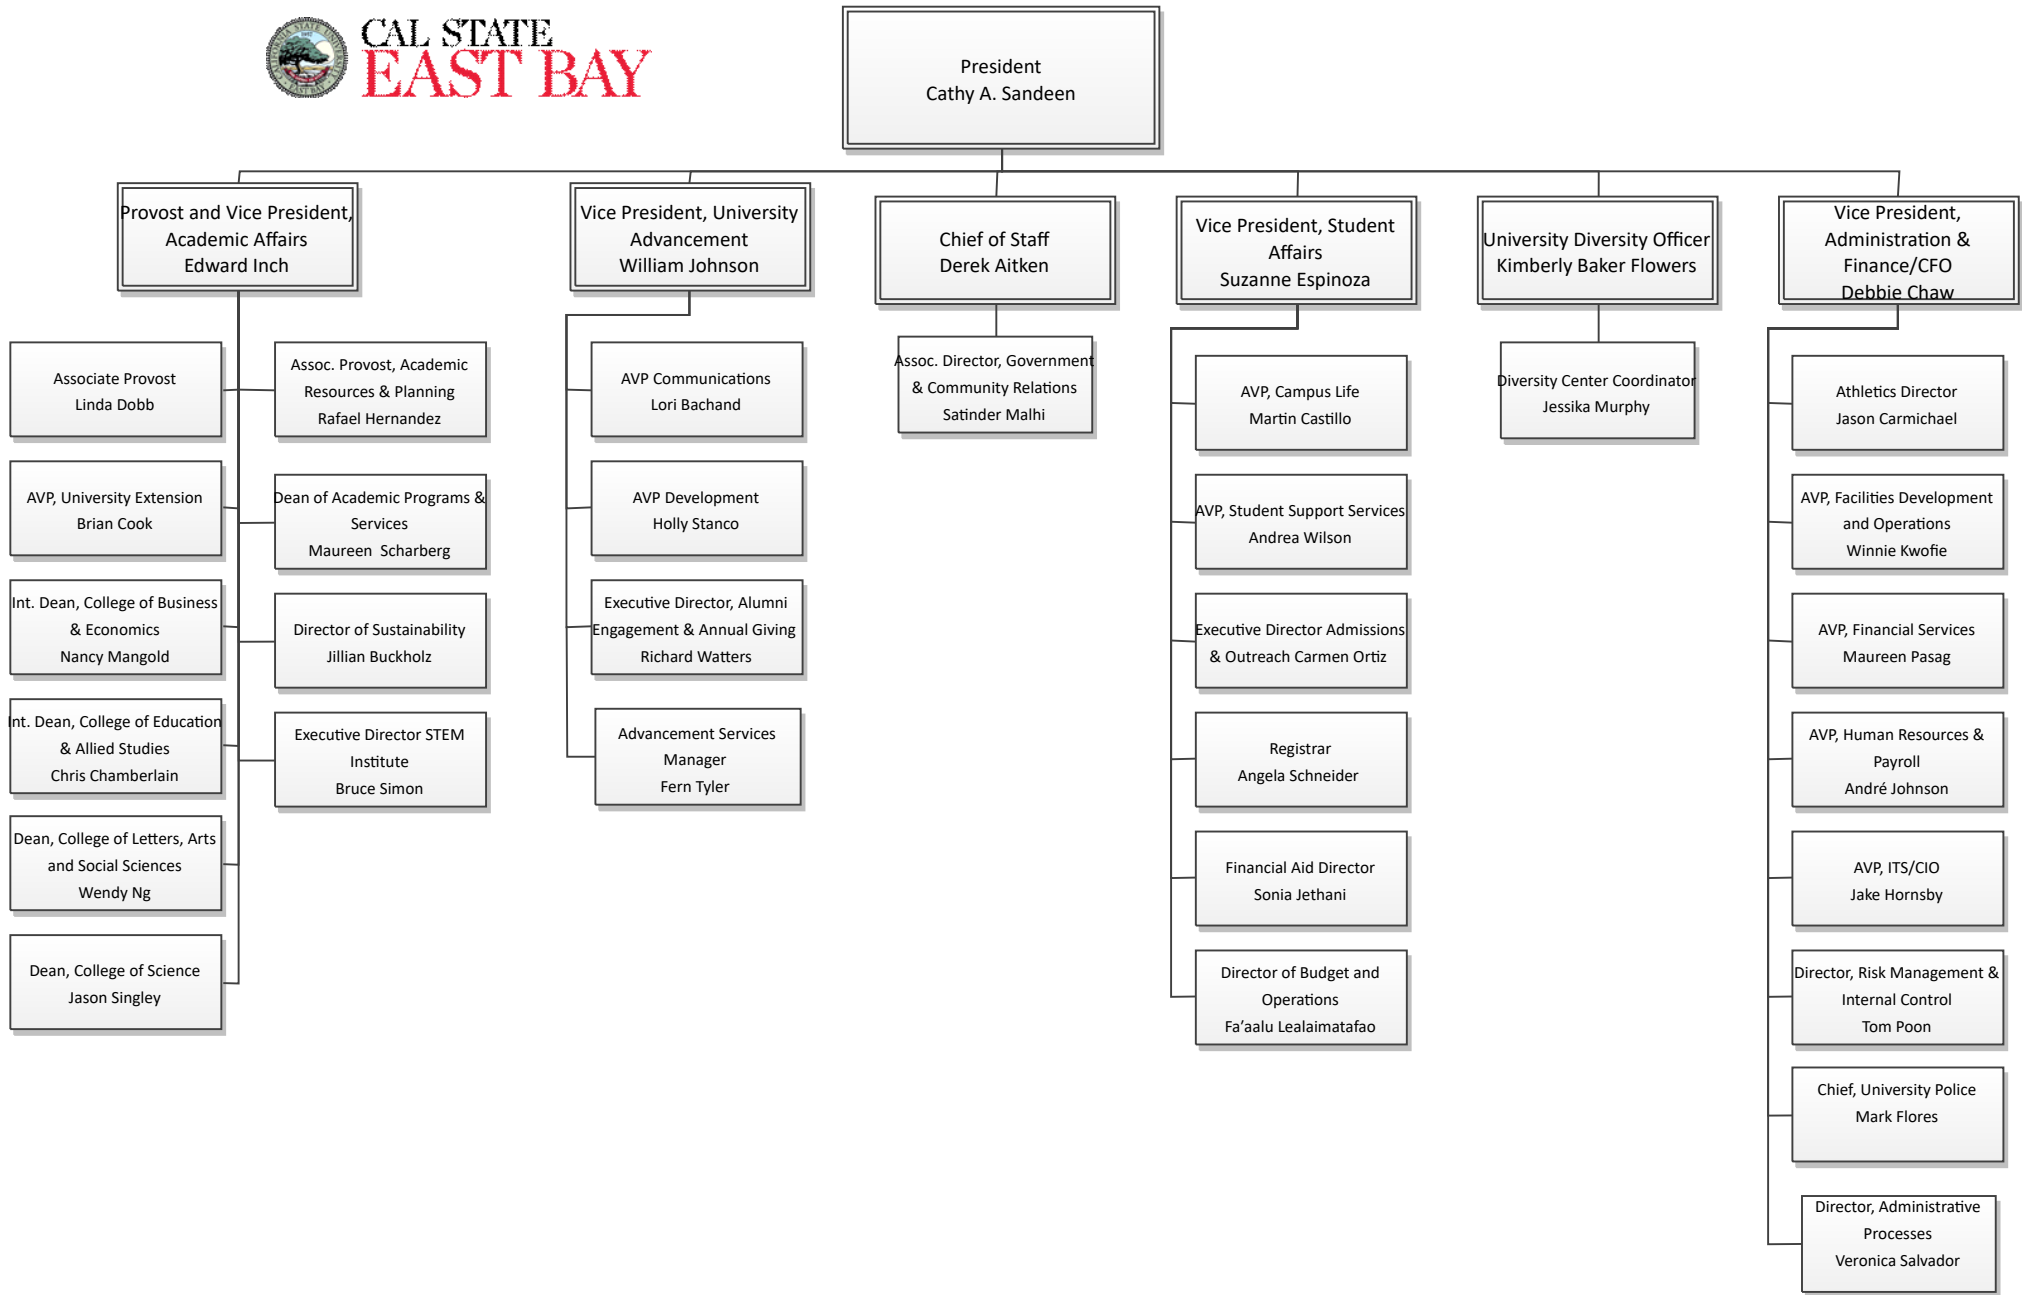 CAL STATE
EAST BAY
President
Cathy A. Sandeen
Provost and Vice President,
Academic Affairs
Edward Inch
Vice President, University
Advancement
William Johnson
Chief of Staff
Derek Aitken
Vice President, Student
Affairs
Suzanne Espinoza
University Diversity Officer
Kimberly Baker Flowers
Vice President,
Administration &
Finance/CFO
Debbie Chaw
Associate Provost
Linda Dobb
AVP, University Extension
Brian Cook
Int. Dean, College of Business
& Economics
Nancy Mangold
Int. Dean, College of Education
& Allied Studies
Chris Chamberlain
Dean, College of Letters, Arts
and Social Sciences
Wendy Ng
Dean, College of Science
Jason Singley
Assoc. Provost, Academic
Resources & Planning
Rafael Hernandez
Dean of Academic Programs &
Services
Maureen  Scharberg
Director of Sustainability
Jillian Buckholz
Executive Director STEM
Institute
Bruce Simon
AVP Communications
Lori Bachand
AVP Development
Holly Stanco
Executive Director, Alumni
Engagement & Annual Giving
Richard Watters
Advancement Services
Manager
Fern Tyler
Assoc. Director, Government
& Community Relations
Satinder Malhi
AVP, Campus Life
Martin Castillo
AVP, Student Support Services
Andrea Wilson
Executive Director Admissions
& Outreach Carmen Ortiz
Registrar
Angela Schneider
Financial Aid Director
Sonia Jethani
Director of Budget and
Operations
Fa’aalu Lealaimatafao
Diversity Center Coordinator
Jessika Murphy
Athletics Director
Jason Carmichael
AVP, Facilities Development
and Operations
Winnie Kwofie
AVP, Financial Services
Maureen Pasag
AVP, Human Resources &
Payroll
André Johnson
AVP, ITS/CIO
Jake Hornsby
Director, Risk Management &
Internal Control
Tom Poon
Chief, University Police
Mark Flores
Director, Administrative
Processes
Veronica Salvador